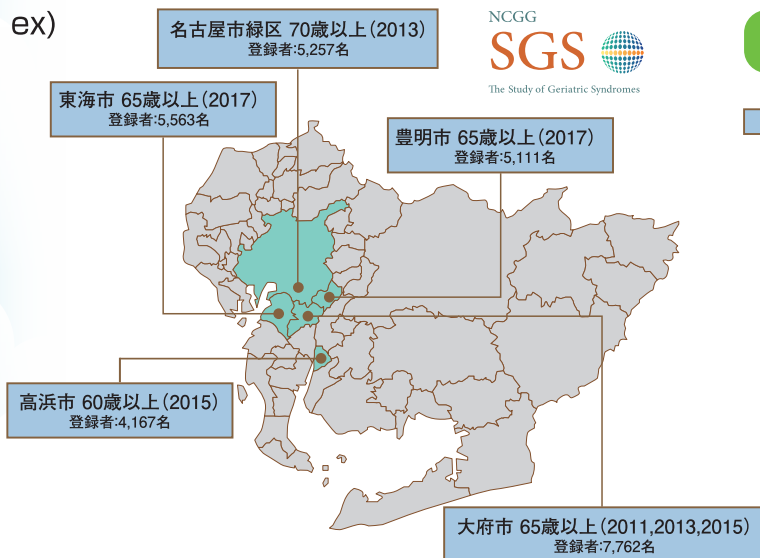 ex)
名古屋市緑区 70歳以上(2013)
登録者:5,257名
NCGG
SGS
The Study of Geriatric Syndromes
東海市 65歳以上(2017)
登録者:5,563名
豊明市 65歳以上(2017)
登録者:5,111名
高浜市 60歳以上(2015)
登録者:4,167名
大府市 65歳以上(2011,2013,2015)
登録者:7,762名